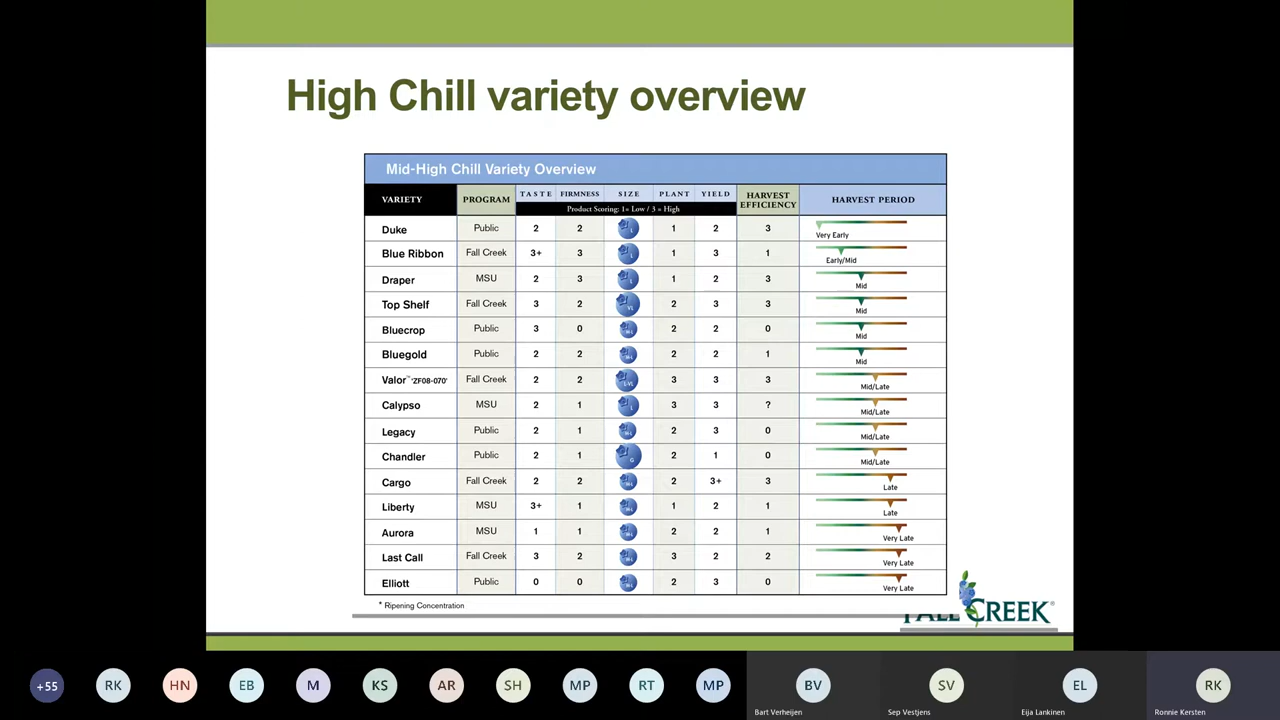 High Chill variety overview
Mid-High Chill Variety Overview
VARIETY PROGRAM TASTE FIRMNESS SIZE PLANT YIELD HARVEST EFFICIENCY HARVEST PERIOD
Product Scoring: 1= Low / 3 = High
Duke Public 2 2 L 1 2 3 Very Early
Blue Ribbon Fall Creek 3+ 3 L 1 3 1 Early/Mid
Draper MSU 2 3 L 1 2 3 Mid
Top Shelf Fall Creek 3 2 VL 2 3 3 Mid
Bluecrop Public 3 0 M-L 2 2 0 Mid
Bluegold Public 2 2 M-L 2 2 1 Mid
Valor™ 'ZF08-070' Fall Creek 2 2 L-VL 3 3 3 Mid/Late
Calypso MSU 2 1 L 3 3 ? Mid/Late
Legacy Public 2 1 M-L 2 3 0 Mid/Late
Chandler Public 2 1 G 2 1 0 Mid/Late
Cargo Fall Creek 2 2 M-L 2 3+ 3 Late
Liberty MSU 3+ 1 M-L 1 2 1 Late
Aurora MSU 1 1 M-L 2 2 1 Very Late
Last Call Fall Creek 3 2 M-L 3 2 2 Very Late
Elliott Public 0 0 M-L 2 3 0 Very Late
* Ripening Concentration
FALL CREEK®
+55 RK HN EB M KS AR SH MP RT MP BV SV EL RK
Bart Verheijen Sep Vestjens Eija Lankinen Ronnie Kersten